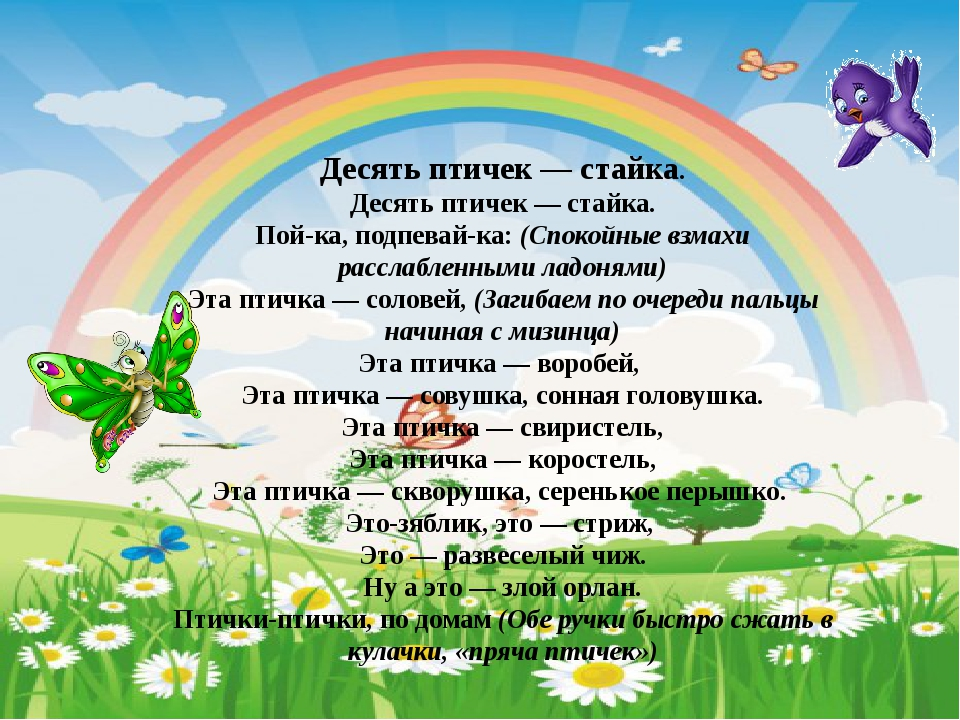 Десять птичек — стайка.
Десять птичек — стайка.
Пой-ка, подпевай-ка: (Спокойные взмахи
расслабленными ладонями)
Эта птичка — соловей, (Загибаем по очереди пальцы
начиная с мизинца)
Эта птичка — воробей,
Эта птичка — совушка, сонная головушка.
Эта птичка — свиристель,
Эта птичка — коростель,
Эта птичка — скворушка, серенькое перышко.
Это-зяблик, это — стриж,
Это — развеселый чиж.
Ну а это — злой орлан.
Птички-птички, по домам (Обе ручки быстро сжать в
кулачки, «пряча птичек»)